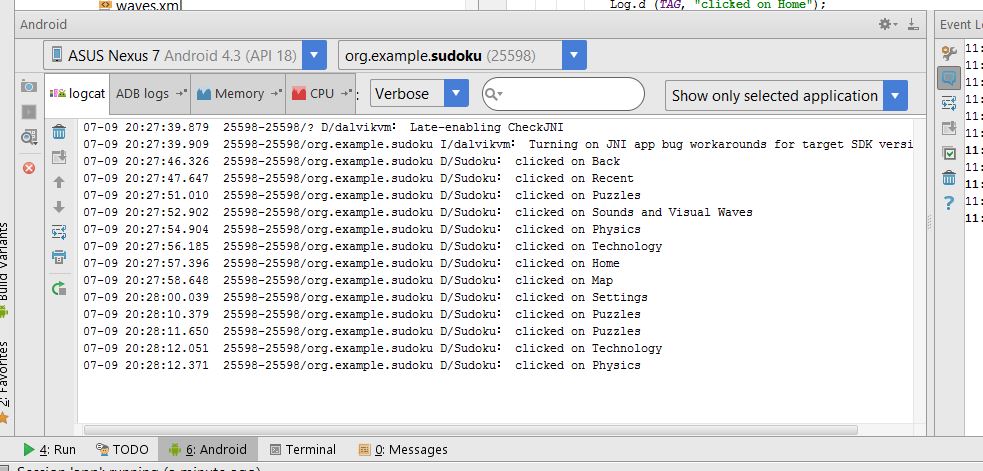 waves.xml
Log.d (TAG, "clicked on Home");
Android
Event L
ASUS Nexus 7 Android 4.3 (API 18)
org.example.sudoku (25598)
logcat
ADB logs
Memory
CPU
:
Verbose
Show only selected application
07-09 20:27:39.879 25598-25598/? D/dalvikvm: Late-enabling CheckJNI
07-09 20:27:39.909 25598-25598/org.example.sudoku I/dalvikvm: Turning on JNI app bug workarounds for target SDK versi
07-09 20:27:46.326 25598-25598/org.example.sudoku D/Sudoku: clicked on Back
07-09 20:27:47.647 25598-25598/org.example.sudoku D/Sudoku: clicked on Recent
07-09 20:27:51.010 25598-25598/org.example.sudoku D/Sudoku: clicked on Puzzles
07-09 20:27:52.902 25598-25598/org.example.sudoku D/Sudoku: clicked on Sounds and Visual Waves
07-09 20:27:54.904 25598-25598/org.example.sudoku D/Sudoku: clicked on Physics
07-09 20:27:56.185 25598-25598/org.example.sudoku D/Sudoku: clicked on Technology
07-09 20:27:57.396 25598-25598/org.example.sudoku D/Sudoku: clicked on Home
07-09 20:27:58.648 25598-25598/org.example.sudoku D/Sudoku: clicked on Map
07-09 20:28:00.039 25598-25598/org.example.sudoku D/Sudoku: clicked on Settings
07-09 20:28:10.379 25598-25598/org.example.sudoku D/Sudoku: clicked on Puzzles
07-09 20:28:11.650 25598-25598/org.example.sudoku D/Sudoku: clicked on Puzzles
07-09 20:28:12.051 25598-25598/org.example.sudoku D/Sudoku: clicked on Technology
07-09 20:28:12.371 25598-25598/org.example.sudoku D/Sudoku: clicked on Physics
11:
11:
11:
11:
11:
11:
11:
11:
11:
11:
11:
Build Variants
2: Favorites
4: Run
TODO
6: Android
Terminal
0: Messages